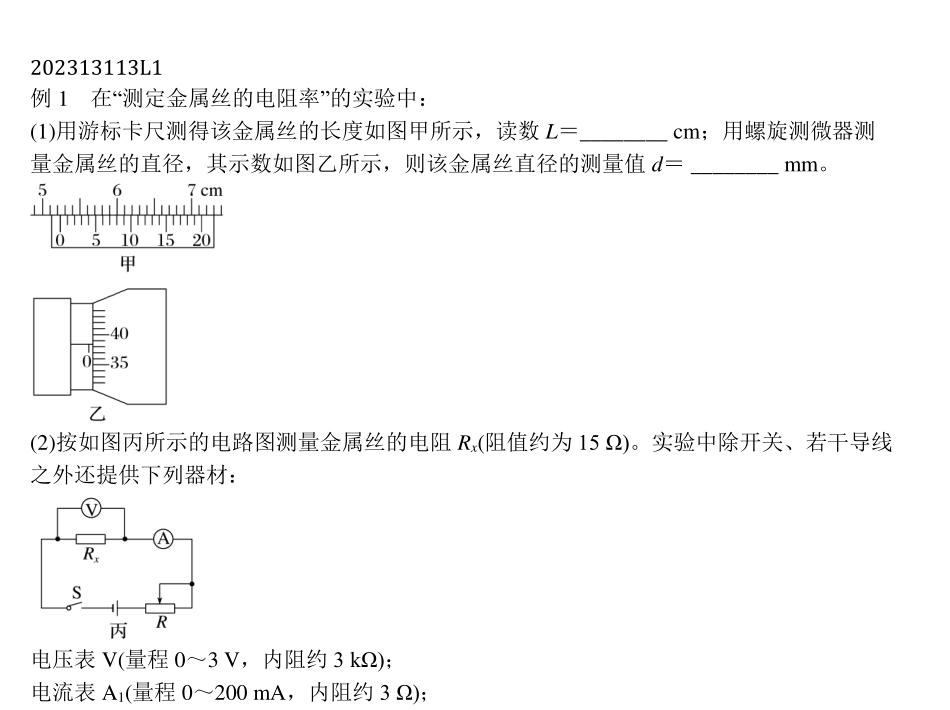 202313113L1
例 1 在“测定金属丝的电阻率”的实验中：
(1)用游标卡尺测得该金属丝的长度如图甲所示，读数 L＝________ cm；用螺旋测微器测
量金属丝的直径，其示数如图乙所示，则该金属丝直径的测量值 d＝ ________ mm。
5 6 7 cm
0 5 10 15 20
甲
40
0 35
乙
(2)按如图丙所示的电路图测量金属丝的电阻 Rx(阻值约为 15 Ω)。实验中除开关、若干导线
之外还提供下列器材：
V
A
Rx
S
R
丙
电压表 V(量程 0～3 V，内阻约 3 kΩ)；
电流表 A1(量程 0～200 mA，内阻约 3 Ω)；